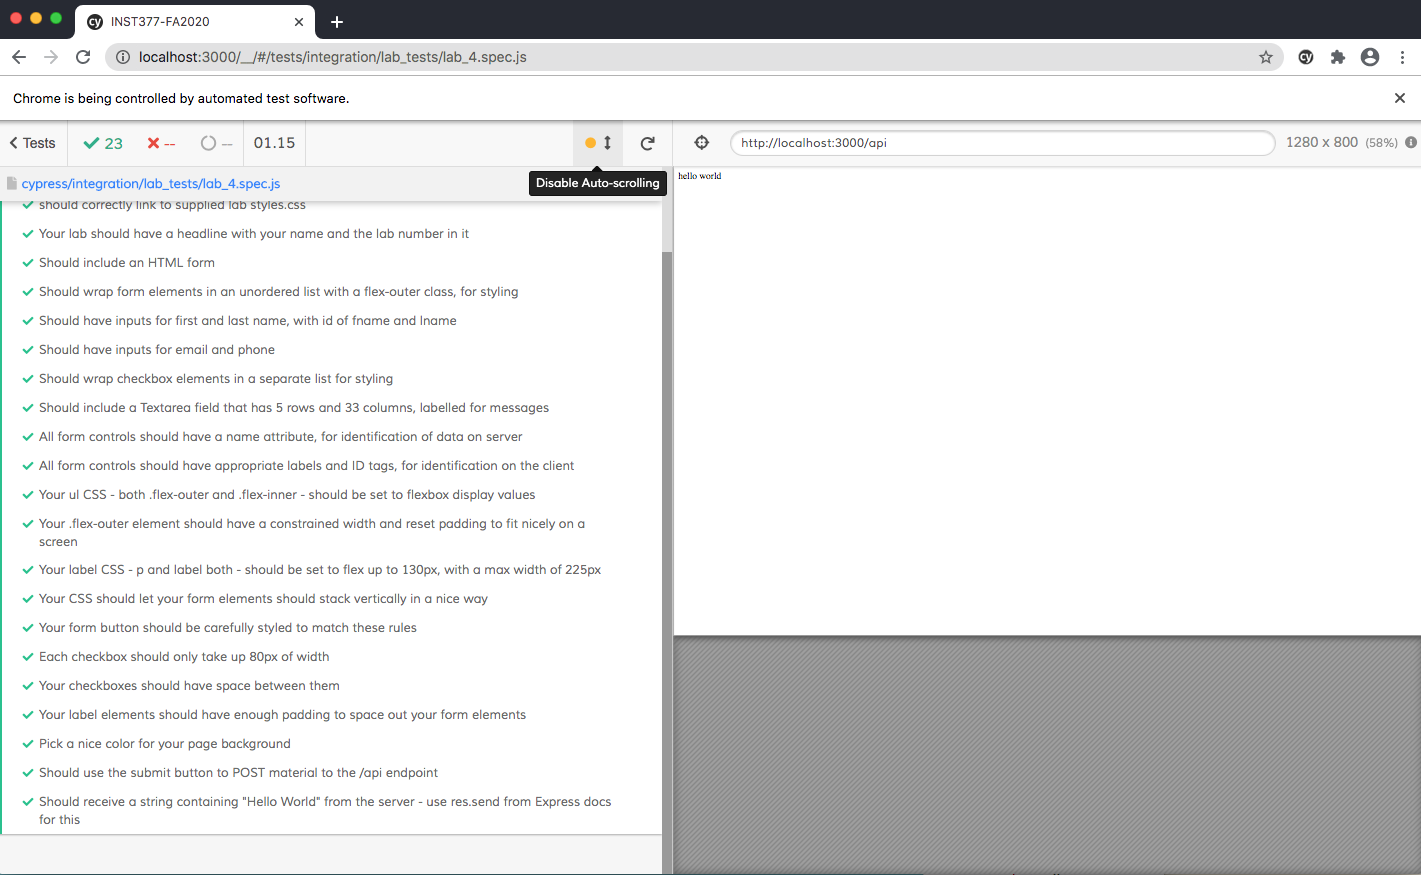 INST377-FA2020
localhost:3000/__/#/tests/integration/lab_tests/lab_4.spec.js
Chrome is being controlled by automated test software.
Tests 23 -- -- 01.15 http://localhost:3000/api 1280 x 800 (58%)
cypress/integration/lab_tests/lab_4.spec.js
Disable Auto-scrolling
hello world
should correctly link to supplied lab styles.css
Your lab should have a headline with your name and the lab number in it
Should include an HTML form
Should wrap form elements in an unordered list with a flex-outer class, for styling
Should have inputs for first and last name, with id of fname and lname
Should have inputs for email and phone
Should wrap checkbox elements in a separate list for styling
Should include a Textarea field that has 5 rows and 33 columns, labelled for messages
All form controls should have a name attribute, for identification of data on server
All form controls should have appropriate labels and ID tags, for identification on the client
Your ul CSS - both .flex-outer and .flex-inner - should be set to flexbox display values
Your .flex-outer element should have a constrained width and reset padding to fit nicely on a
screen
Your label CSS - p and label both - should be set to flex up to 130px, with a max width of 225px
Your CSS should let your form elements should stack vertically in a nice way
Your form button should be carefully styled to match these rules
Each checkbox should only take up 80px of width
Your checkboxes should have space between them
Your label elements should have enough padding to space out your form elements
Pick a nice color for your page background
Should use the submit button to POST material to the /api endpoint
Should receive a string containing "Hello World" from the server - use res.send from Express docs
for this